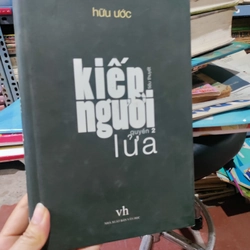 hữu ước
kiếp
người
quyển 2
lửa
vh